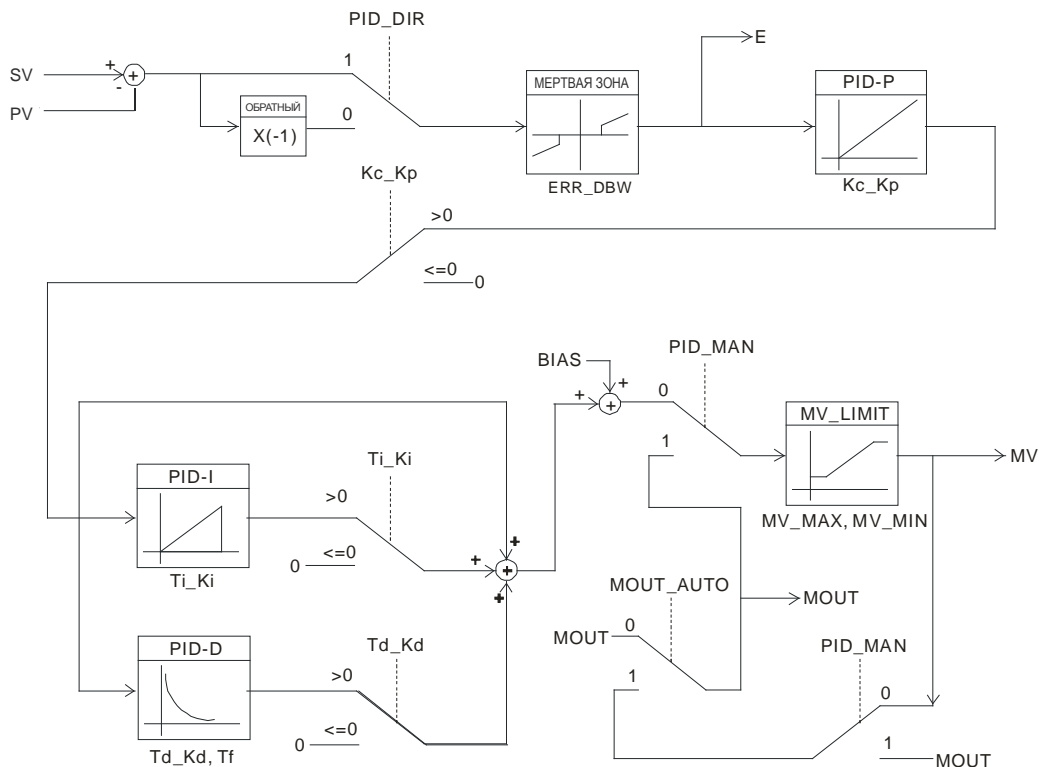 PID_DIR
E
SV
+
+
-
PV
1
ОБРАТНЫЙ
X(-1)
0
МЕРТВАЯ ЗОНА
ERR_DBW
PID-P
Kc_Kp
Kc_Kp
>0
<=0
0
BIAS
+
+
+
PID_MAN
0
1
MV_LIMIT
MV
MV_MAX, MV_MIN
PID-I
Ti_Ki
Ti_Ki
>0
0
<=0
+
+
+
+
MOUT_AUTO
MOUT
MOUT
0
1
PID-D
Td_Kd, Tf
Td_Kd
>0
0
<=0
PID_MAN
0
1
MOUT